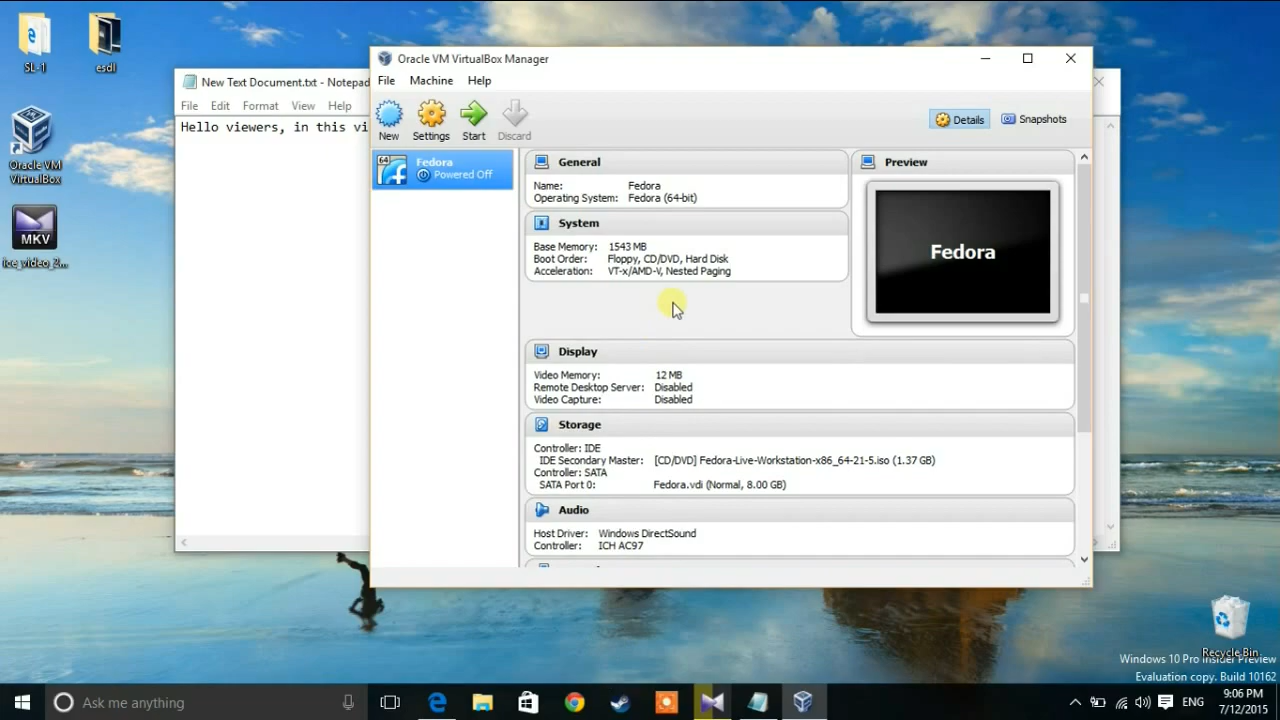 SL-1
esdl
Oracle VM
VirtualBox
MKV
ice_video_2...
New Text Document.txt - Notepad
File Edit Format View Help
Hello viewers, in this vi
Oracle VM VirtualBox Manager
File Machine Help
New Settings Start Discard
Details Snapshots
64
Fedora
Powered Off
General
Name: Fedora
Operating System: Fedora (64-bit)
System
Base Memory: 1543 MB
Boot Order: Floppy, CD/DVD, Hard Disk
Acceleration: VT-x/AMD-V, Nested Paging
Preview
Fedora
Display
Video Memory: 12 MB
Remote Desktop Server: Disabled
Video Capture: Disabled
Storage
Controller: IDE
IDE Secondary Master: [CD/DVD] Fedora-Live-Workstation-x86_64-21-5.iso (1.37 GB)
Controller: SATA
SATA Port 0: Fedora.vdi (Normal, 8.00 GB)
Audio
Host Driver: Windows DirectSound
Controller: ICH AC97
Recycle Bin
Windows 10 Pro Insider Preview
Evaluation copy. Build 10162
Ask me anything
ENG
9:06 PM
7/12/2015